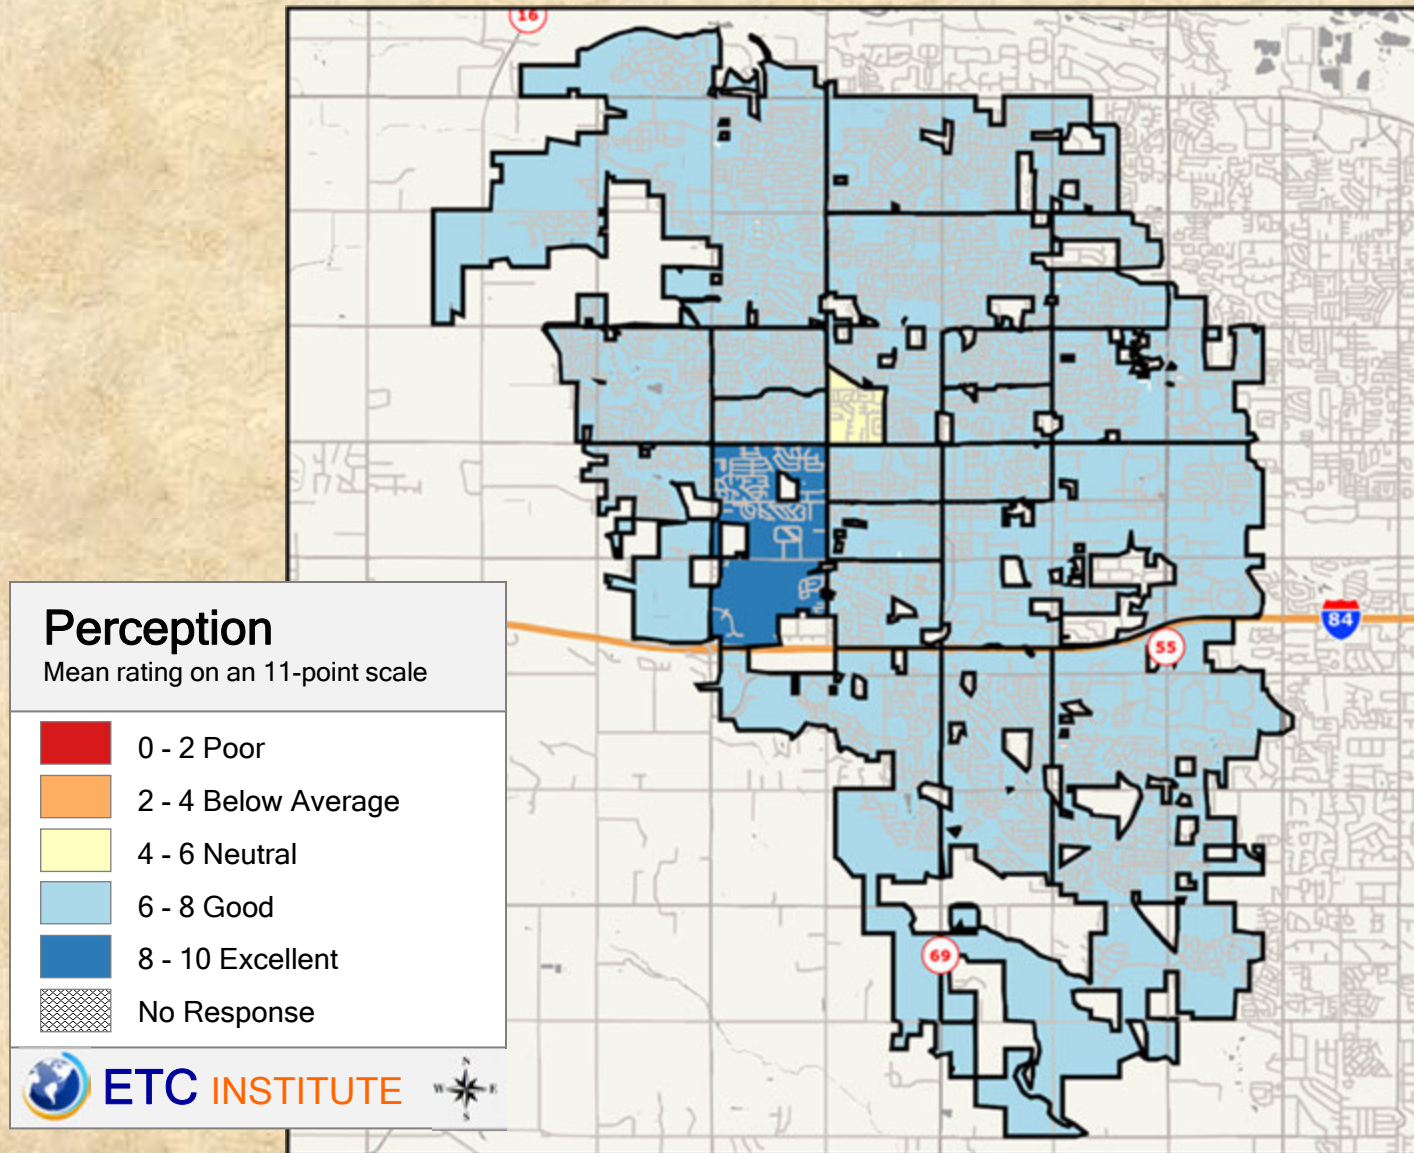 16
84
55
69
Perception
Mean rating on an 11-point scale
0 - 2 Poor
2 - 4 Below Average
4 - 6 Neutral
6 - 8 Good
8 - 10 Excellent
No Response
ETC INSTITUTE
N
W E
S